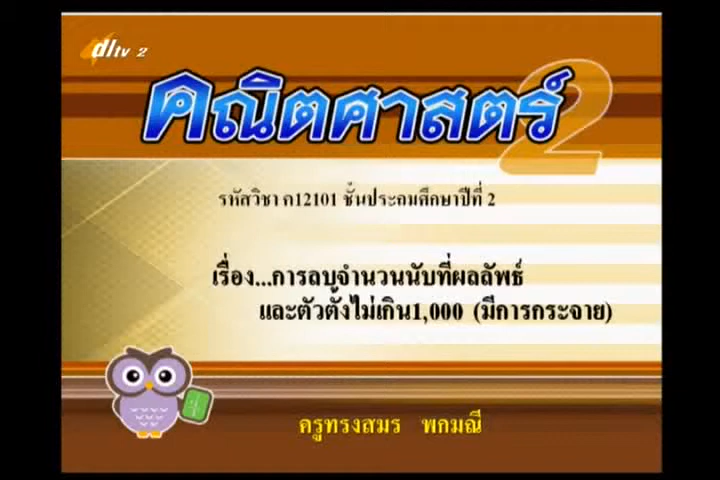 dltv 2
คณิตศาสตร์ 2
รหัสวิชา ค12101 ชั้นประถมศึกษาปีที่ 2
เรื่อง...การลบจำนวนนับที่ผลลัพธ์
และตัวตั้งไม่เกิน1,000 (มีการกระจาย)
ครูทรงสมร พกมณี